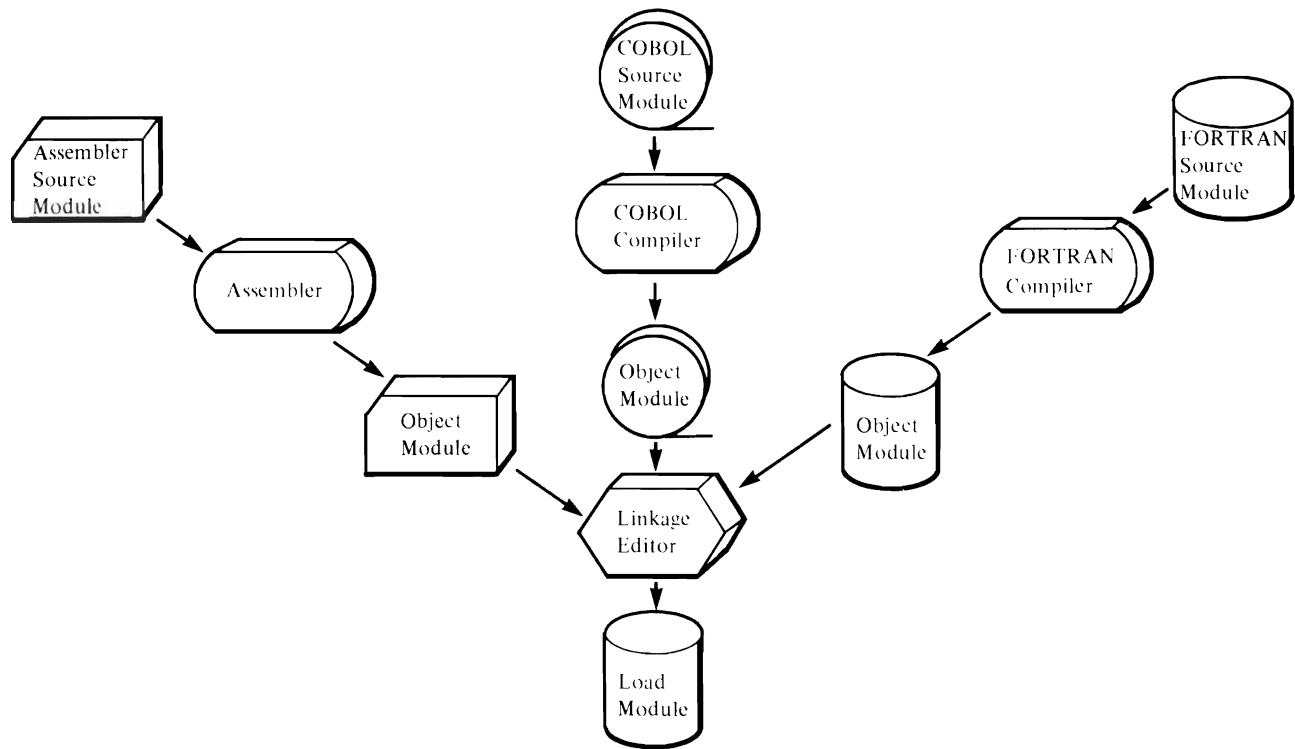 COBOL
Source
Module
Assembler
Source
Module
FORTRAN
Source
Module
COBOL
Compiler
FORTRAN
Compiler
Assembler
Object
Module
Object
Module
Object
Module
Linkage
Editor
Load
Module